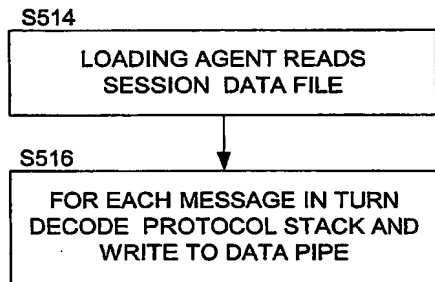 S514
LOADING AGENT READS
SESSION DATA FILE
S516
FOR EACH MESSAGE IN TURN
DECODE PROTOCOL STACK AND
WRITE TO DATA PIPE